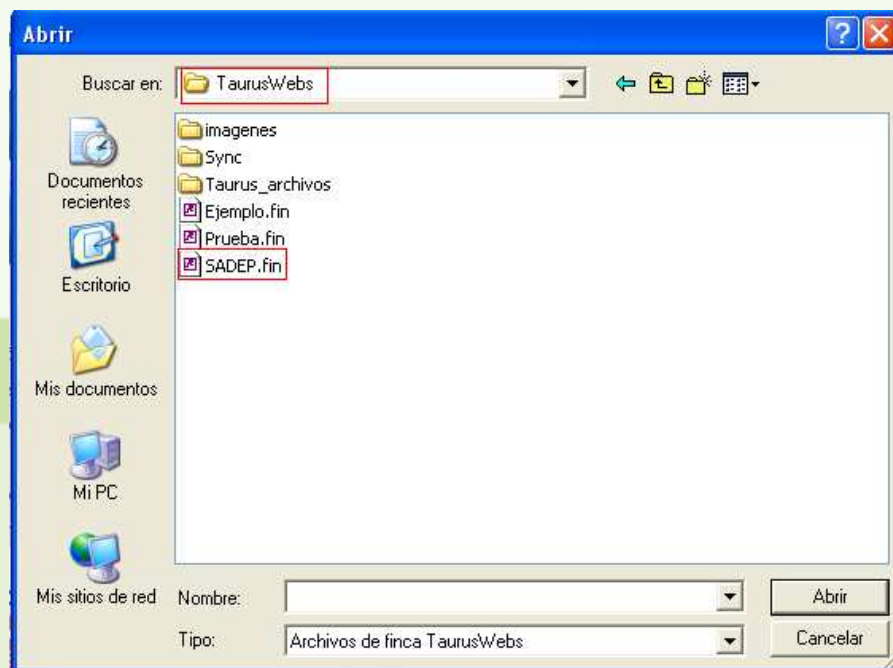 Abrir
Buscar en: TaurusWebs
Documentos
recientes
Escritorio
Mis documentos
Mi PC
Mis sitios de red
imagenes
Sync
Taurus_archivos
Ejemplo.fin
Prueba.fin
SADEP.fin
Nombre:
Abrir
Tipo: Archivos de finca TaurusWebs
Cancelar